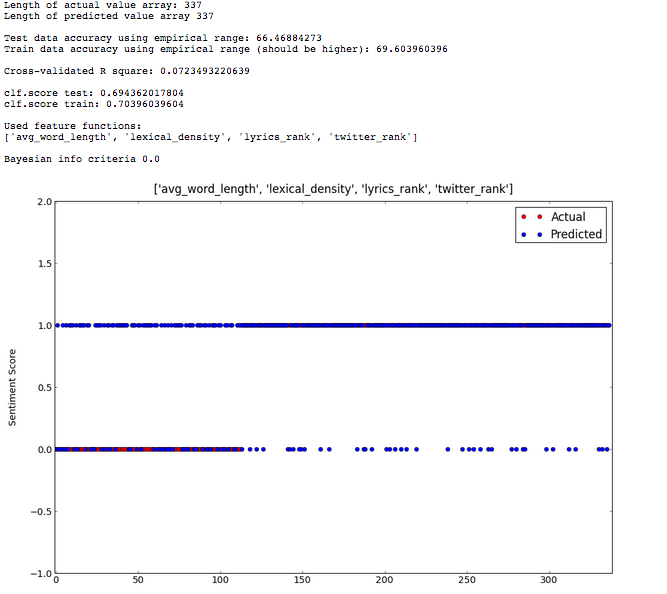 Length of actual value array: 337
Length of predicted value array 337
Test data accuracy using empirical range: 66.46884273
Train data accuracy using empirical range (should be higher): 69.603960396
Cross-validated R square: 0.0723493220639
clf.score test: 0.694362017804
clf.score train: 0.70396039604
Used feature functions:
['avg_word_length', 'lexical_density', 'lyrics_rank', 'twitter_rank']
Bayesian info criteria 0.0
['avg_word_length', 'lexical_density', 'lyrics_rank', 'twitter_rank']
Actual
Predicted
Sentiment Score
2.0
1.5
1.0
0.5
0.0
−0.5
−1.0
0 50 100 150 200 250 300